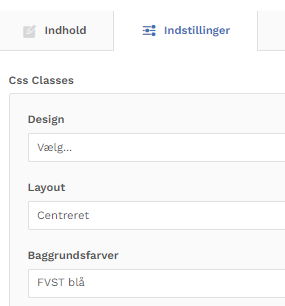 Indhold Indstillinger
Css Classes
Design
Vælg...
Layout
Centreret
Baggrundsfarver
FVST blå